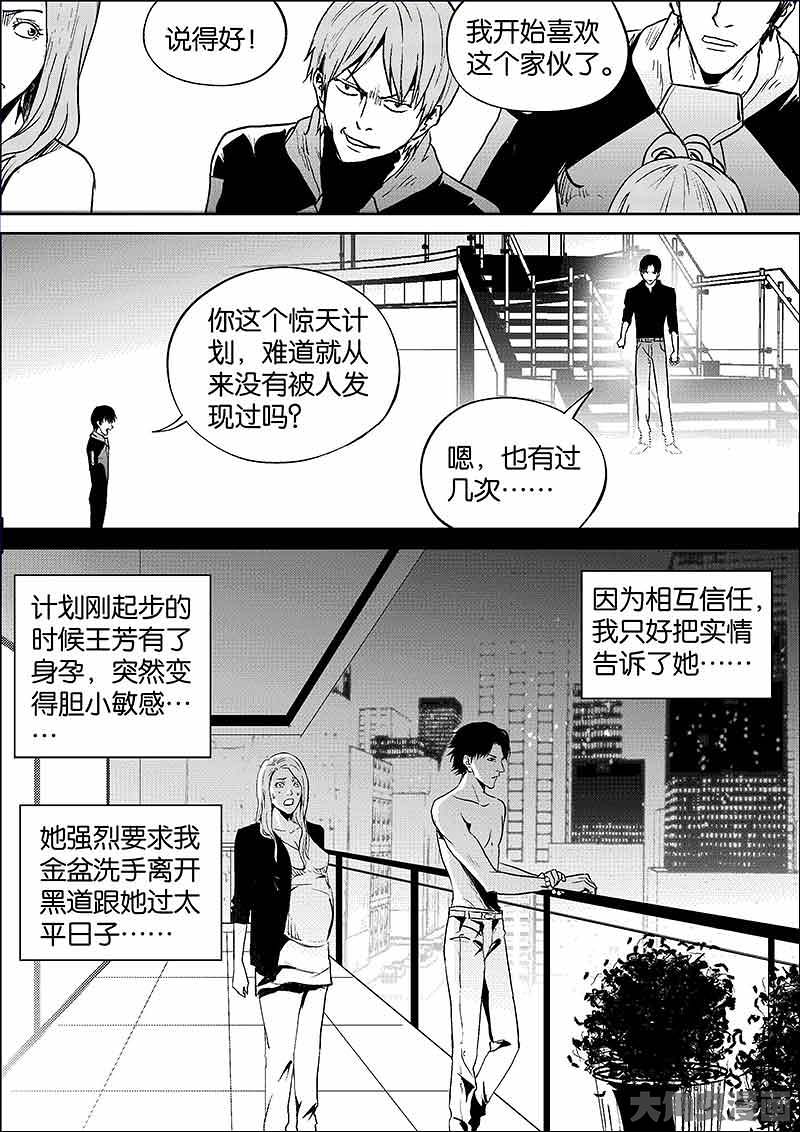 说得好！
我开始喜欢
这个家伙了。
你这个惊天计
划，难道就从
来没有被人发
现过吗？
嗯，也有过
几次……
计划刚起步的
时候王芳有了
身孕，突然变
得胆小敏感…
…
因为相互信任，
我只好把实情
告诉了她……
她强烈要求我
金盆洗手离开
黑道跟她过太
平日子……